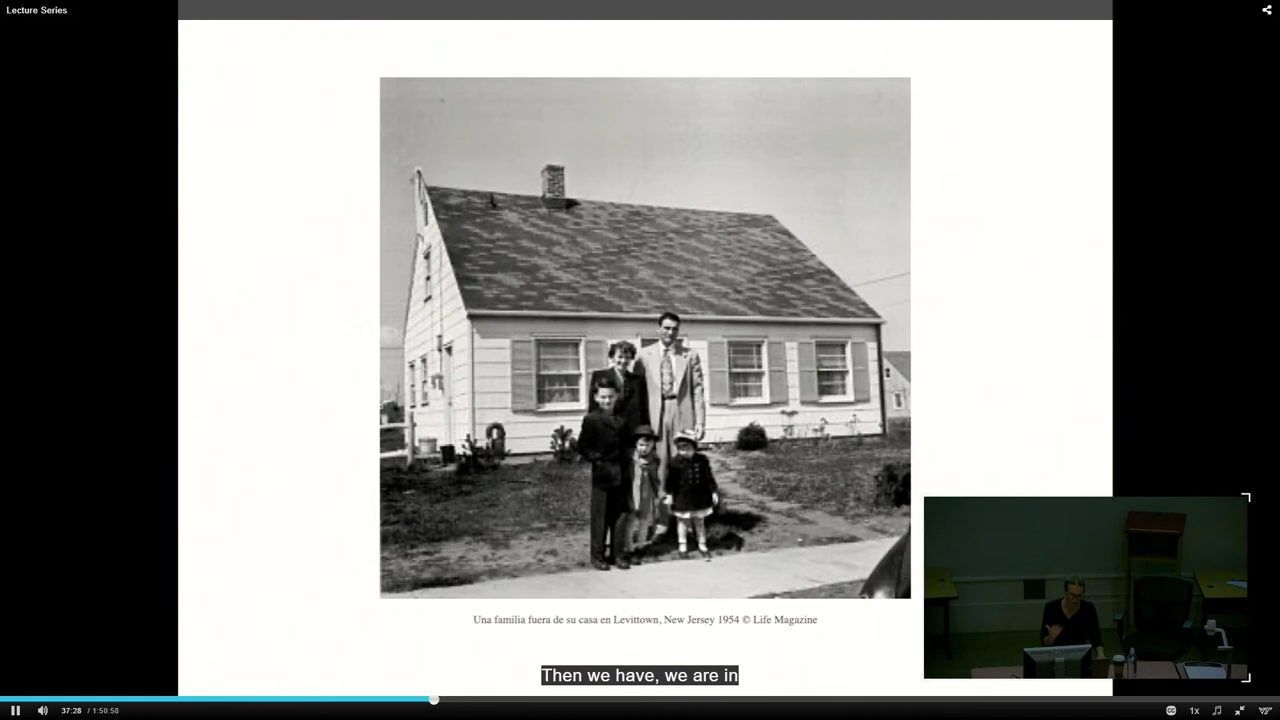 Lecture Series
Una familia fuera de su casa en Levittown, New Jersey 1954 © Life Magazine
Then we have, we are in
37:28 / 1:50:58
CC
1x